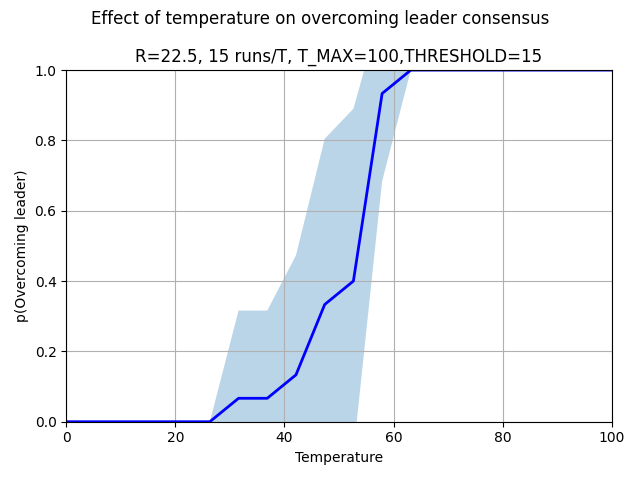 Effect of temperature on overcoming leader consensus
R=22.5, 15 runs/T, T_MAX=100,THRESHOLD=15
1.0
0.8
0.6
0.4
0.2
0.0
p(Overcoming leader)
0 20 40 60 80 100
Temperature